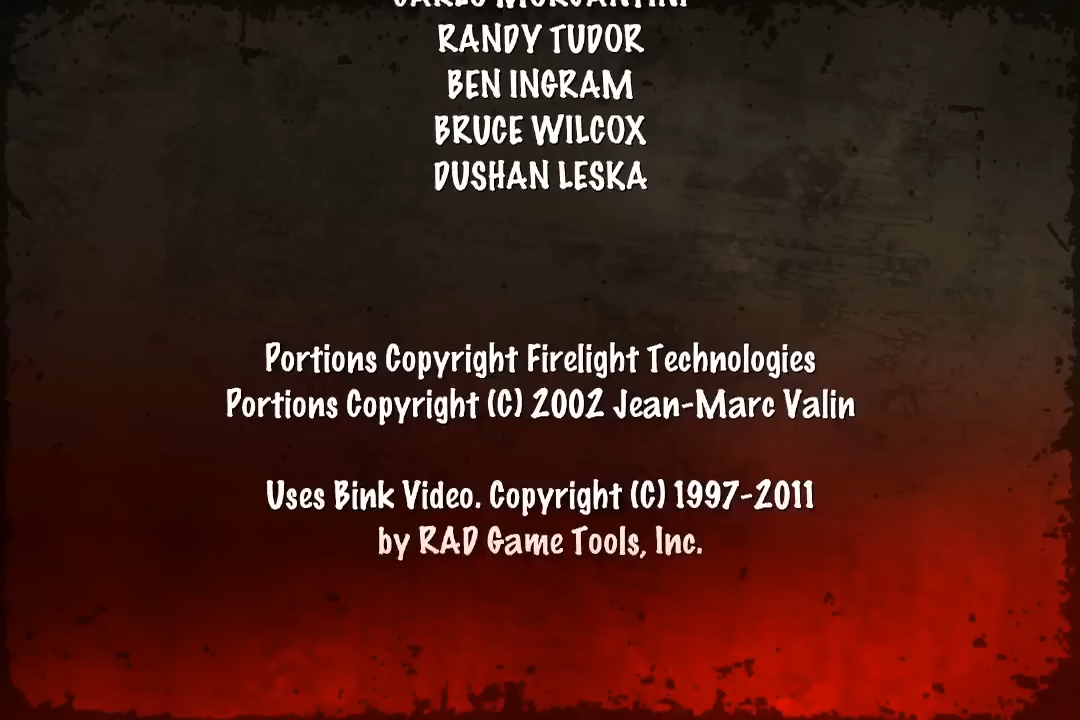 RANDY TUDOR
BEN INGRAM
BRUCE WILCOX
DUSHAN LESKA
Portions Copyright Firelight Technologies
Portions Copyright (C) 2002 Jean-Marc Valin
Uses Bink Video. Copyright (C) 1997-2011
by RAD Game Tools, Inc.